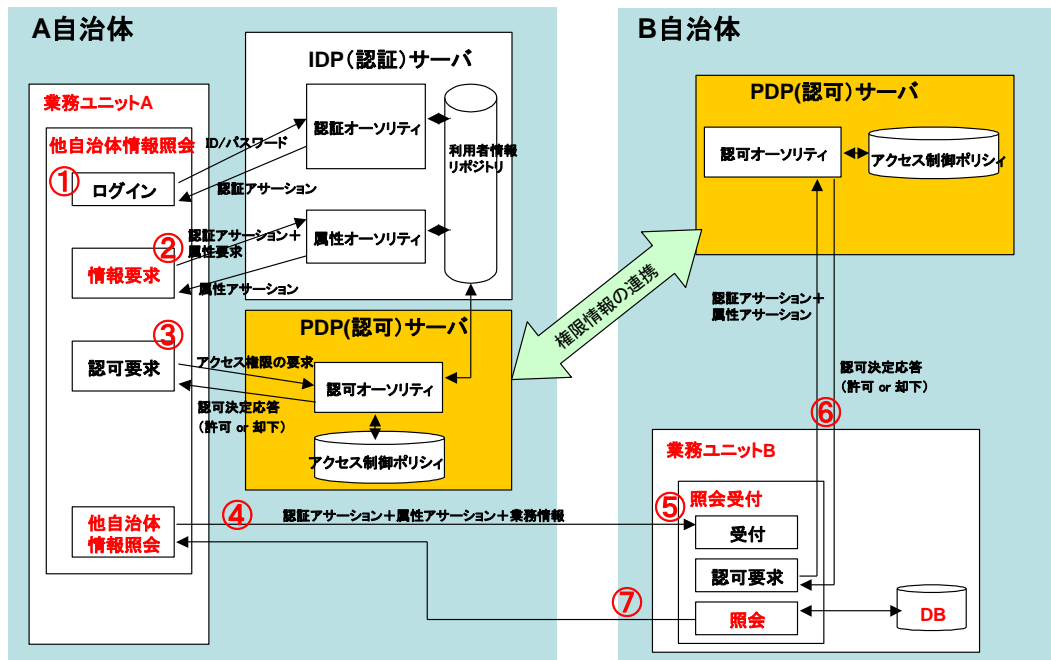 A自治体
業務ユニットA
他自治体情報照会
①
ログイン
②
情報要求
③
認可要求
他自治体
情報照会
ID/パスワード
認証アサーション
認証アサーション＋
属性要求
属性アサーション
アクセス権限の要求
認可決定応答
（許可 or 却下）
IDP（認証）サーバ
認証オーソリティ
属性オーソリティ
利用者情報
リポジトリ
PDP(認可）サーバ
認可オーソリティ
アクセス制御ポリシィ
④
認証アサーション＋属性アサーション＋業務情報
権限情報の連携
B自治体
PDP(認可）サーバ
認可オーソリティ
アクセス制御ポリシィ
認証アサーション＋
属性アサーション
認可決定応答
（許可 or 却下）
⑥
業務ユニットB
⑤
照会受付
受付
認可要求
照会
DB
⑦